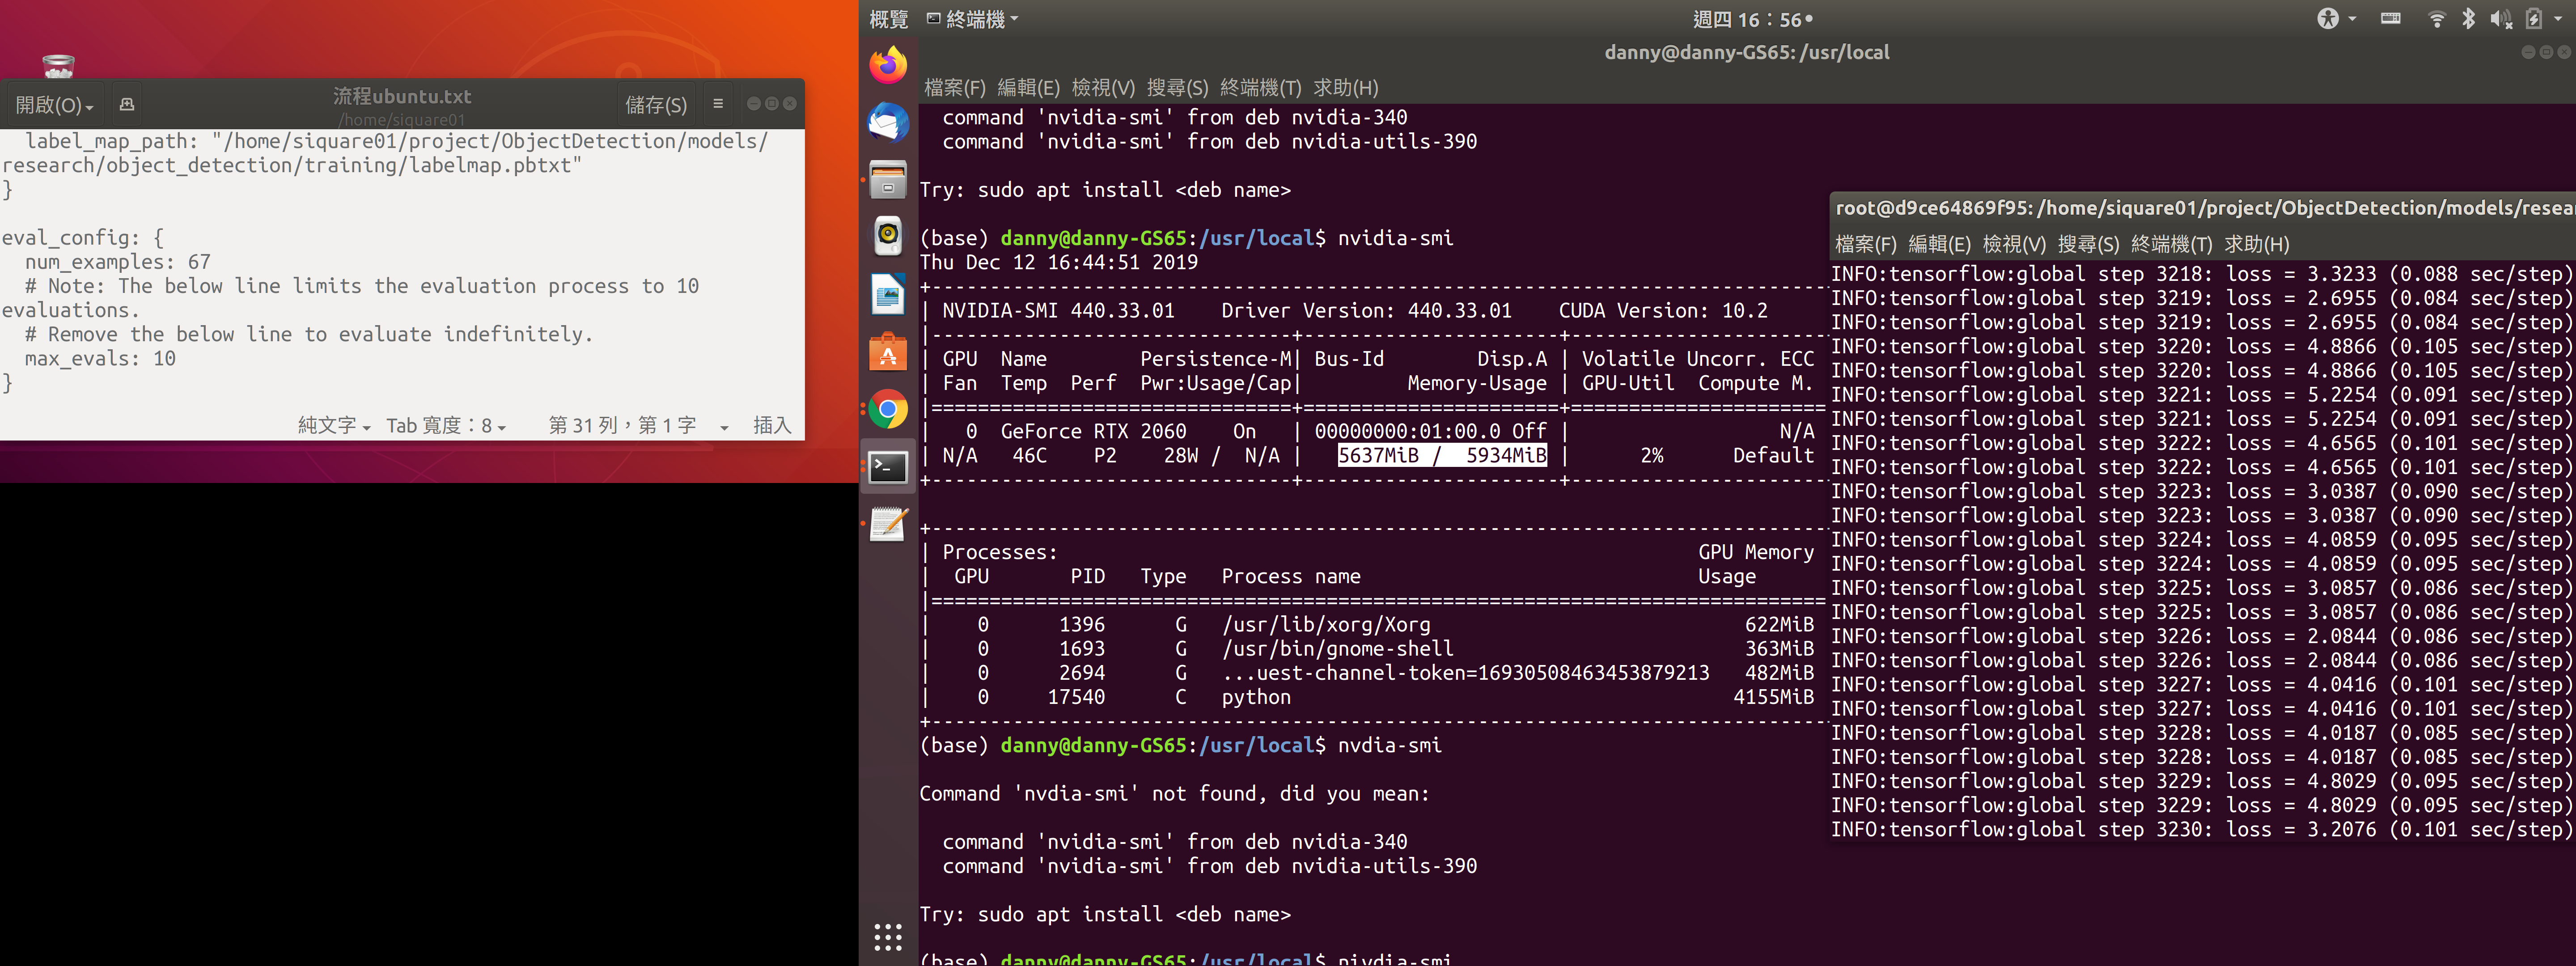 開啟(O)
流程ubuntu.txt
/home/siquare01
儲存(S)
label_map_path: "/home/siquare01/project/ObjectDetection/models/
research/object_detection/training/labelmap.pbtxt"
}
eval_config: {
num_examples: 67
# Note: The below line limits the evaluation process to 10
evaluations.
# Remove the below line to evaluate indefinitely.
max_evals: 10
}
純文字 Tab 寬度：8 第 31 列，第 1 字 插入
概覽 終端機 週四 16：56
danny@danny-GS65: /usr/local
檔案(F) 編輯(E) 檢視(V) 搜尋(S) 終端機(T) 求助(H)
command 'nvidia-smi' from deb nvidia-340
command 'nvidia-smi' from deb nvidia-utils-390
Try: sudo apt install <deb name>
(base) danny@danny-GS65:/usr/local$ nvidia-smi
Thu Dec 12 16:44:51 2019
+-----------------------------------------------------------------------------
| NVIDIA-SMI 440.33.01    Driver Version: 440.33.01    CUDA Version: 10.2
|-------------------------------+----------------------+----------------------
| GPU  Name        Persistence-M| Bus-Id        Disp.A | Volatile Uncorr. ECC
| Fan  Temp  Perf  Pwr:Usage/Cap|         Memory-Usage | GPU-Util  Compute M.
|===============================+======================+======================
|   0  GeForce RTX 2060    On   | 00000000:01:00.0 Off |                  N/A
| N/A   46C    P2    28W /  N/A |   5637MiB /  5934MiB |      2%      Default
+-------------------------------+----------------------+----------------------
+-----------------------------------------------------------------------------
| Processes:                                                       GPU Memory
|  GPU       PID   Type   Process name                             Usage
|=============================================================================
|    0      1396      G   /usr/lib/xorg/Xorg                           622MiB
|    0      1693      G   /usr/bin/gnome-shell                         363MiB
|    0      2694      G   ...uest-channel-token=16930508463453879213   482MiB
|    0     17540      C   python                                      4155MiB
+-----------------------------------------------------------------------------
(base) danny@danny-GS65:/usr/local$ nvdia-smi
Command 'nvdia-smi' not found, did you mean:
command 'nvidia-smi' from deb nvidia-340
command 'nvidia-smi' from deb nvidia-utils-390
Try: sudo apt install <deb name>
(base) danny@danny-GS65:/usr/local$ nivdia-smi
root@d9ce64869f95: /home/siquare01/project/ObjectDetection/models/resear
檔案(F) 編輯(E) 檢視(V) 搜尋(S) 終端機(T) 求助(H)
INFO:tensorflow:global step 3218: loss = 3.3233 (0.088 sec/step)
INFO:tensorflow:global step 3219: loss = 2.6955 (0.084 sec/step)
INFO:tensorflow:global step 3219: loss = 2.6955 (0.084 sec/step)
INFO:tensorflow:global step 3220: loss = 4.8866 (0.105 sec/step)
INFO:tensorflow:global step 3220: loss = 4.8866 (0.105 sec/step)
INFO:tensorflow:global step 3221: loss = 5.2254 (0.091 sec/step)
INFO:tensorflow:global step 3221: loss = 5.2254 (0.091 sec/step)
INFO:tensorflow:global step 3222: loss = 4.6565 (0.101 sec/step)
INFO:tensorflow:global step 3222: loss = 4.6565 (0.101 sec/step)
INFO:tensorflow:global step 3223: loss = 3.0387 (0.090 sec/step)
INFO:tensorflow:global step 3223: loss = 3.0387 (0.090 sec/step)
INFO:tensorflow:global step 3224: loss = 4.0859 (0.095 sec/step)
INFO:tensorflow:global step 3224: loss = 4.0859 (0.095 sec/step)
INFO:tensorflow:global step 3225: loss = 3.0857 (0.086 sec/step)
INFO:tensorflow:global step 3225: loss = 3.0857 (0.086 sec/step)
INFO:tensorflow:global step 3226: loss = 2.0844 (0.086 sec/step)
INFO:tensorflow:global step 3226: loss = 2.0844 (0.086 sec/step)
INFO:tensorflow:global step 3227: loss = 4.0416 (0.101 sec/step)
INFO:tensorflow:global step 3227: loss = 4.0416 (0.101 sec/step)
INFO:tensorflow:global step 3228: loss = 4.0187 (0.085 sec/step)
INFO:tensorflow:global step 3228: loss = 4.0187 (0.085 sec/step)
INFO:tensorflow:global step 3229: loss = 4.8029 (0.095 sec/step)
INFO:tensorflow:global step 3229: loss = 4.8029 (0.095 sec/step)
INFO:tensorflow:global step 3230: loss = 3.2076 (0.101 sec/step)